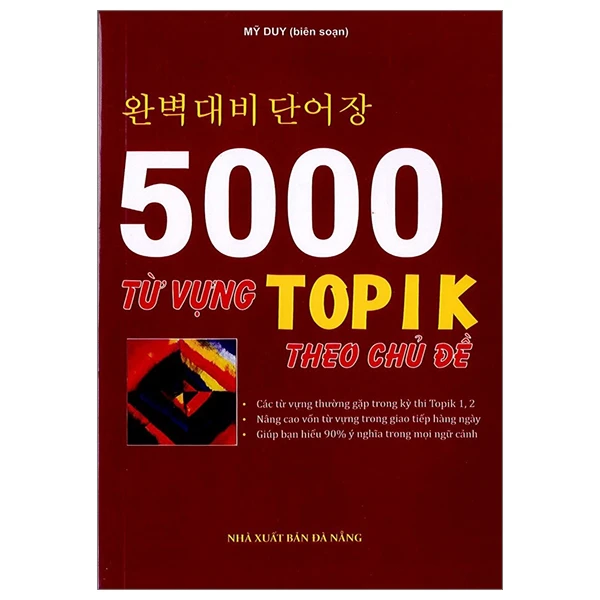 MỸ DUY (biên soạn)
완벽대비 단어장
5000
TỪ VỰNG TOPIK
THEO CHỦ ĐỀ
• Các từ vựng thường gặp trong kỳ thi Topik 1, 2
• Nâng cao vốn từ vựng trong giao tiếp hàng ngày
• Giúp bạn hiểu 90% ý nghĩa trong mọi ngữ cảnh
NHÀ XUẤT BẢN ĐÀ NẴNG